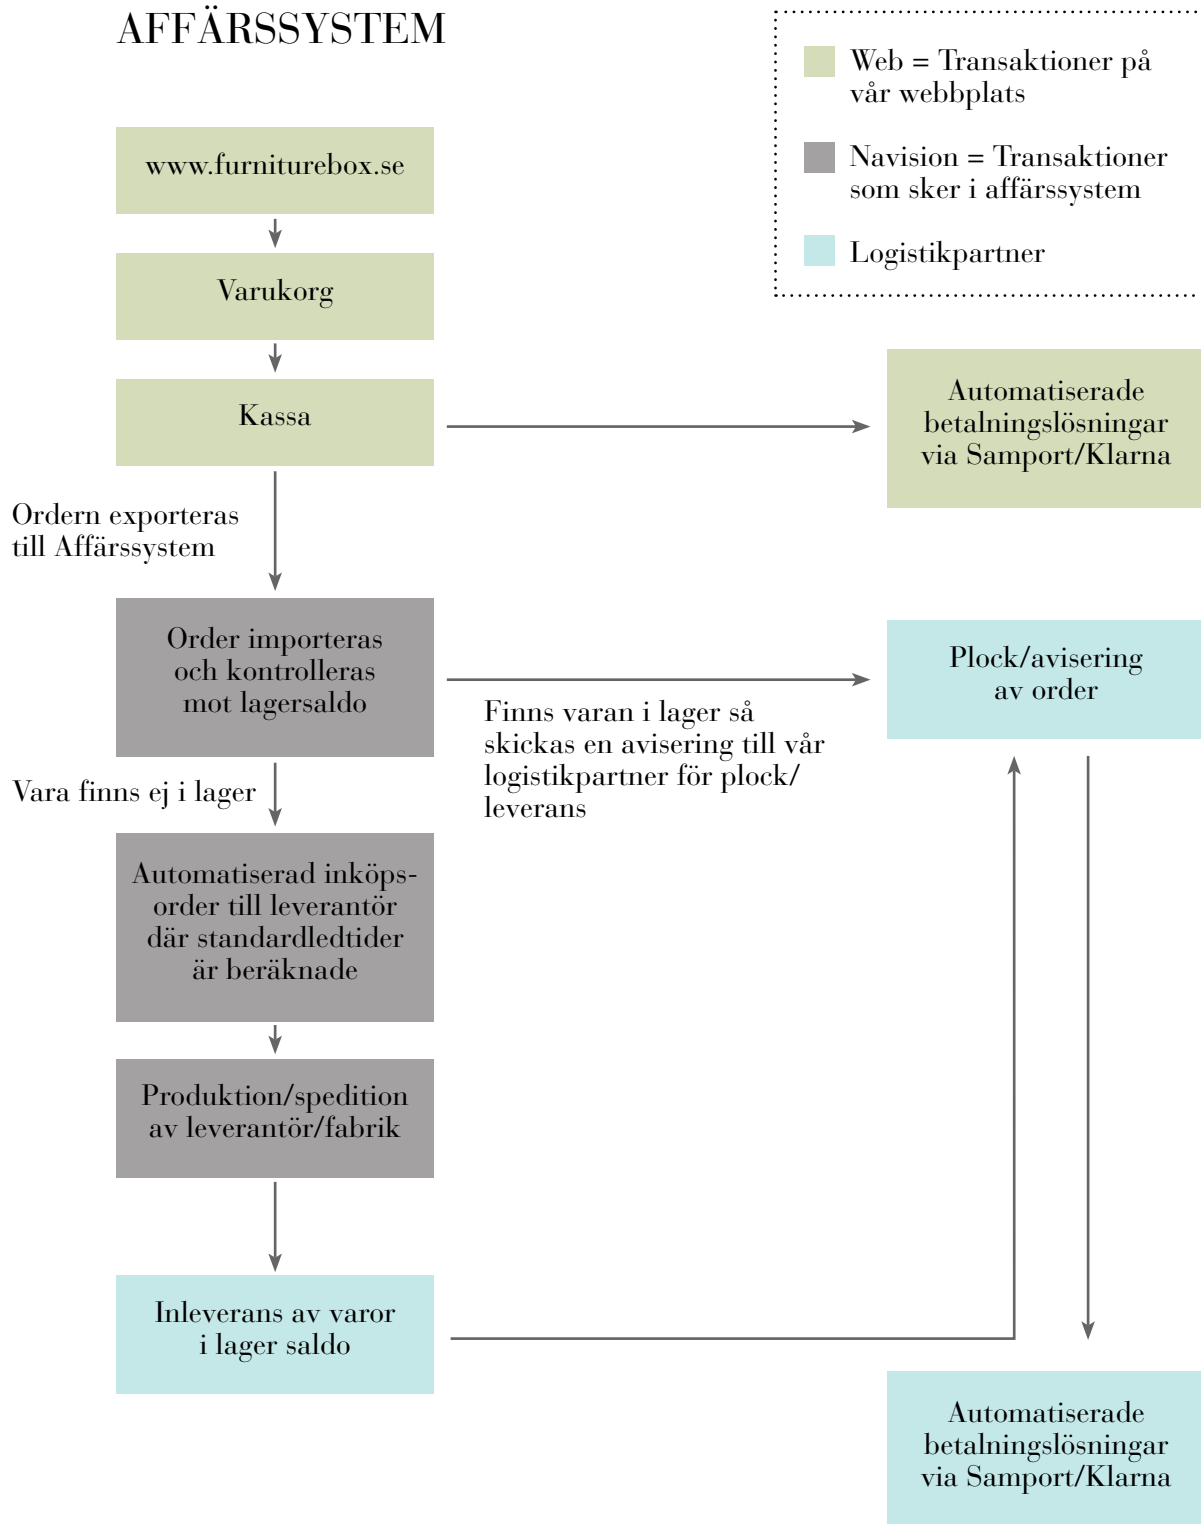 AFFÄRSSYSTEM
Web = Transaktioner på
vår webbplats
Navision = Transaktioner
som sker i affärssystem
Logistikpartner
www.furniturebox.se
Varukorg
Kassa
Automatiserade
betalningslösningar
via Samport/Klarna
Ordern exporteras
till Affärssystem
Order importeras
och kontrolleras
mot lagersaldo
Finns varan i lager så
skickas en avisering till vår
logistikpartner för plock/
leverans
Plock/avisering
av order
Vara finns ej i lager
Automatiserad inköps-
order till leverantör
där standardledtider
är beräknade
Produktion/spedition
av leverantör/fabrik
Inleverans av varor
i lager saldo
Automatiserade
betalningslösningar
via Samport/Klarna